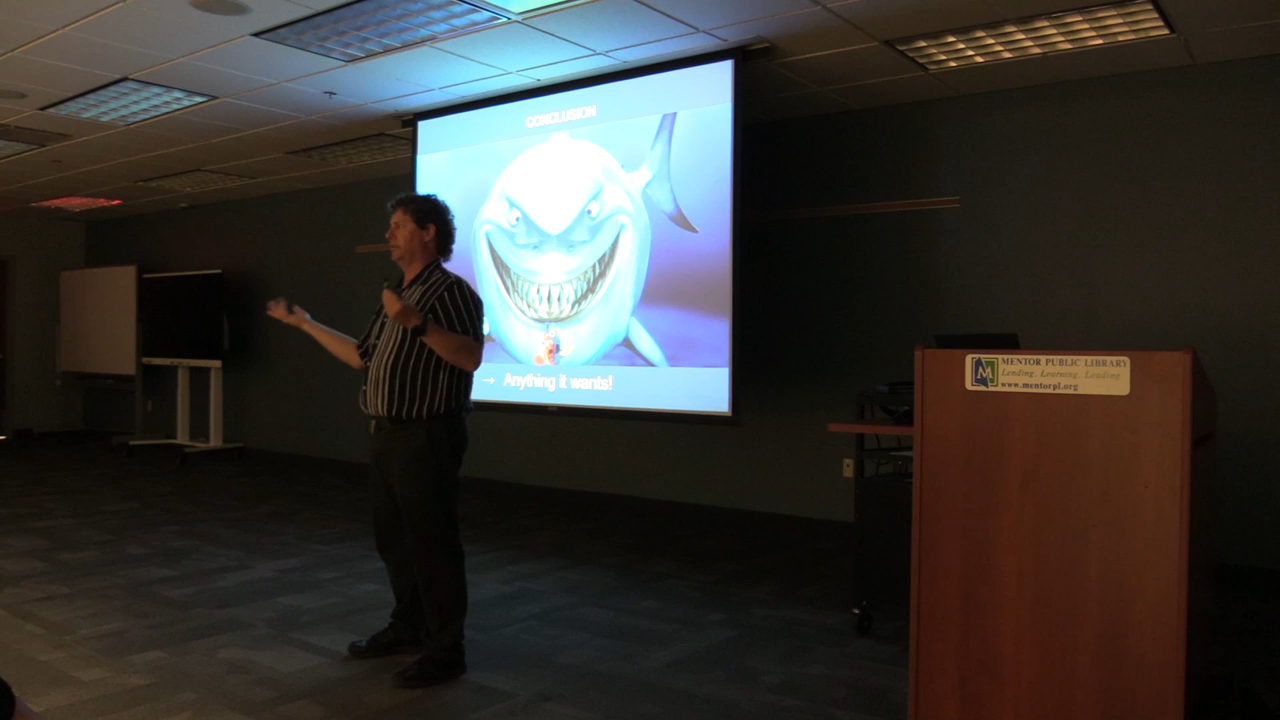 CONCLUSION
→ Anything it wants!
M
MENTOR PUBLIC LIBRARY
Lending, Learning, Leading
www.mentorpl.org